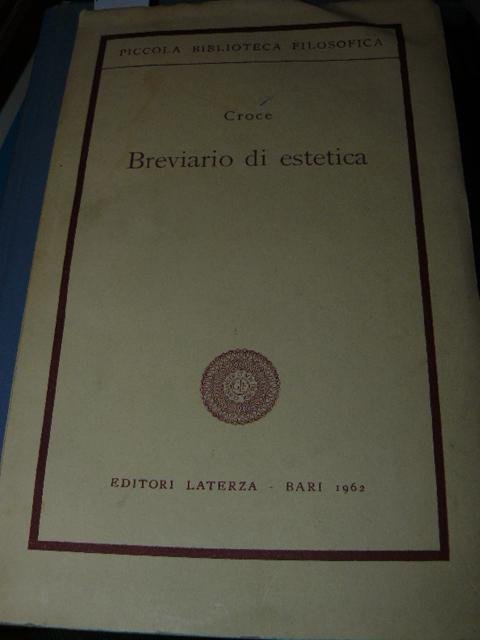 PICCOLA BIBLIOTECA FILOSOFICA
Croce
Breviario di estetica
EDITORI LATERZA - BARI 1962